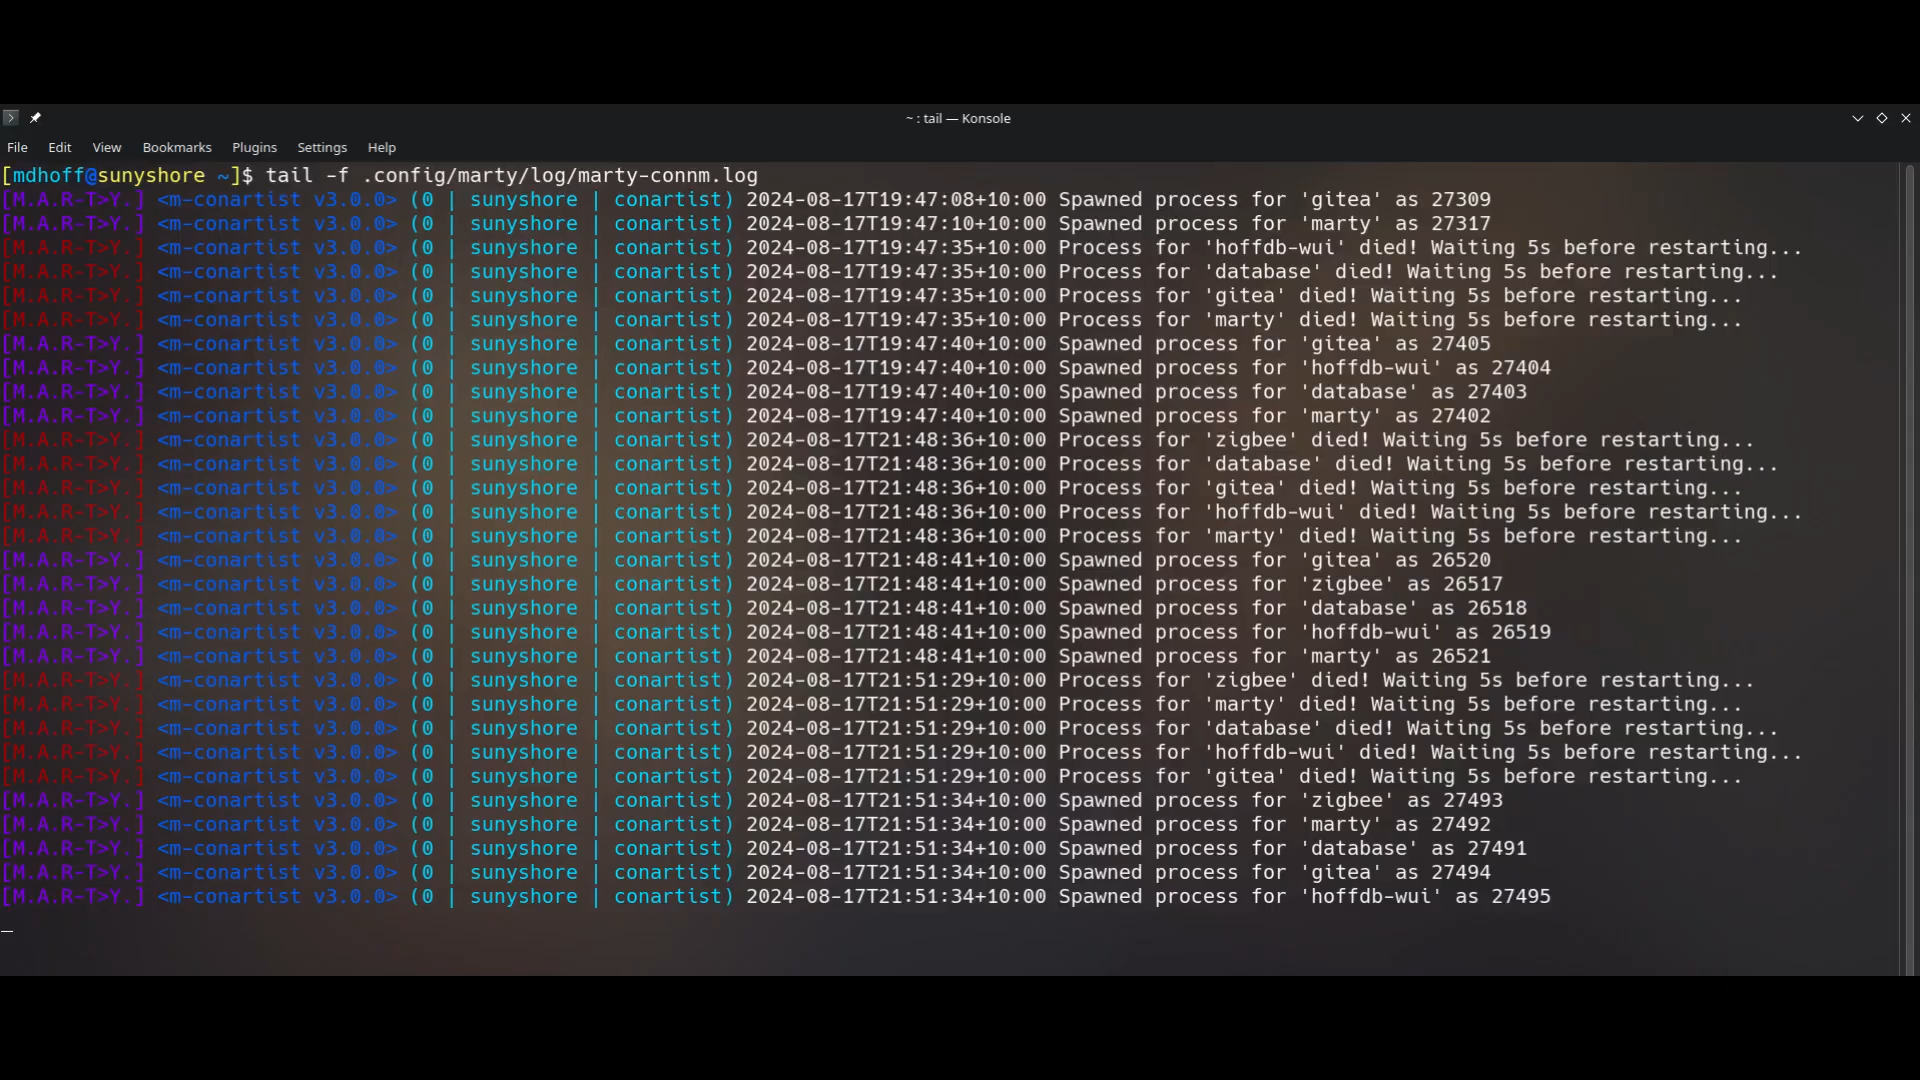 ~ : tail — Konsole
File Edit View Bookmarks Plugins Settings Help
[mdhoff@sunyshore ~]$ tail -f .config/marty/log/marty-connm.log
[M.A.R-T>Y.] <m-conartist v3.0.0> (0 | sunyshore | conartist) 2024-08-17T19:47:08+10:00 Spawned process for 'gitea' as 27309
[M.A.R-T>Y.] <m-conartist v3.0.0> (0 | sunyshore | conartist) 2024-08-17T19:47:10+10:00 Spawned process for 'marty' as 27317
[M.A.R-T>Y.] <m-conartist v3.0.0> (0 | sunyshore | conartist) 2024-08-17T19:47:35+10:00 Process for 'hoffdb-wui' died! Waiting 5s before restarting...
[M.A.R-T>Y.] <m-conartist v3.0.0> (0 | sunyshore | conartist) 2024-08-17T19:47:35+10:00 Process for 'database' died! Waiting 5s before restarting...
[M.A.R-T>Y.] <m-conartist v3.0.0> (0 | sunyshore | conartist) 2024-08-17T19:47:35+10:00 Process for 'gitea' died! Waiting 5s before restarting...
[M.A.R-T>Y.] <m-conartist v3.0.0> (0 | sunyshore | conartist) 2024-08-17T19:47:35+10:00 Process for 'marty' died! Waiting 5s before restarting...
[M.A.R-T>Y.] <m-conartist v3.0.0> (0 | sunyshore | conartist) 2024-08-17T19:47:40+10:00 Spawned process for 'gitea' as 27405
[M.A.R-T>Y.] <m-conartist v3.0.0> (0 | sunyshore | conartist) 2024-08-17T19:47:40+10:00 Spawned process for 'hoffdb-wui' as 27404
[M.A.R-T>Y.] <m-conartist v3.0.0> (0 | sunyshore | conartist) 2024-08-17T19:47:40+10:00 Spawned process for 'database' as 27403
[M.A.R-T>Y.] <m-conartist v3.0.0> (0 | sunyshore | conartist) 2024-08-17T19:47:40+10:00 Spawned process for 'marty' as 27402
[M.A.R-T>Y.] <m-conartist v3.0.0> (0 | sunyshore | conartist) 2024-08-17T21:48:36+10:00 Process for 'zigbee' died! Waiting 5s before restarting...
[M.A.R-T>Y.] <m-conartist v3.0.0> (0 | sunyshore | conartist) 2024-08-17T21:48:36+10:00 Process for 'database' died! Waiting 5s before restarting...
[M.A.R-T>Y.] <m-conartist v3.0.0> (0 | sunyshore | conartist) 2024-08-17T21:48:36+10:00 Process for 'gitea' died! Waiting 5s before restarting...
[M.A.R-T>Y.] <m-conartist v3.0.0> (0 | sunyshore | conartist) 2024-08-17T21:48:36+10:00 Process for 'hoffdb-wui' died! Waiting 5s before restarting...
[M.A.R-T>Y.] <m-conartist v3.0.0> (0 | sunyshore | conartist) 2024-08-17T21:48:36+10:00 Process for 'marty' died! Waiting 5s before restarting...
[M.A.R-T>Y.] <m-conartist v3.0.0> (0 | sunyshore | conartist) 2024-08-17T21:48:41+10:00 Spawned process for 'gitea' as 26520
[M.A.R-T>Y.] <m-conartist v3.0.0> (0 | sunyshore | conartist) 2024-08-17T21:48:41+10:00 Spawned process for 'zigbee' as 26517
[M.A.R-T>Y.] <m-conartist v3.0.0> (0 | sunyshore | conartist) 2024-08-17T21:48:41+10:00 Spawned process for 'database' as 26518
[M.A.R-T>Y.] <m-conartist v3.0.0> (0 | sunyshore | conartist) 2024-08-17T21:48:41+10:00 Spawned process for 'hoffdb-wui' as 26519
[M.A.R-T>Y.] <m-conartist v3.0.0> (0 | sunyshore | conartist) 2024-08-17T21:48:41+10:00 Spawned process for 'marty' as 26521
[M.A.R-T>Y.] <m-conartist v3.0.0> (0 | sunyshore | conartist) 2024-08-17T21:51:29+10:00 Process for 'zigbee' died! Waiting 5s before restarting...
[M.A.R-T>Y.] <m-conartist v3.0.0> (0 | sunyshore | conartist) 2024-08-17T21:51:29+10:00 Process for 'marty' died! Waiting 5s before restarting...
[M.A.R-T>Y.] <m-conartist v3.0.0> (0 | sunyshore | conartist) 2024-08-17T21:51:29+10:00 Process for 'database' died! Waiting 5s before restarting...
[M.A.R-T>Y.] <m-conartist v3.0.0> (0 | sunyshore | conartist) 2024-08-17T21:51:29+10:00 Process for 'hoffdb-wui' died! Waiting 5s before restarting...
[M.A.R-T>Y.] <m-conartist v3.0.0> (0 | sunyshore | conartist) 2024-08-17T21:51:29+10:00 Process for 'gitea' died! Waiting 5s before restarting...
[M.A.R-T>Y.] <m-conartist v3.0.0> (0 | sunyshore | conartist) 2024-08-17T21:51:34+10:00 Spawned process for 'zigbee' as 27493
[M.A.R-T>Y.] <m-conartist v3.0.0> (0 | sunyshore | conartist) 2024-08-17T21:51:34+10:00 Spawned process for 'marty' as 27492
[M.A.R-T>Y.] <m-conartist v3.0.0> (0 | sunyshore | conartist) 2024-08-17T21:51:34+10:00 Spawned process for 'database' as 27491
[M.A.R-T>Y.] <m-conartist v3.0.0> (0 | sunyshore | conartist) 2024-08-17T21:51:34+10:00 Spawned process for 'gitea' as 27494
[M.A.R-T>Y.] <m-conartist v3.0.0> (0 | sunyshore | conartist) 2024-08-17T21:51:34+10:00 Spawned process for 'hoffdb-wui' as 27495